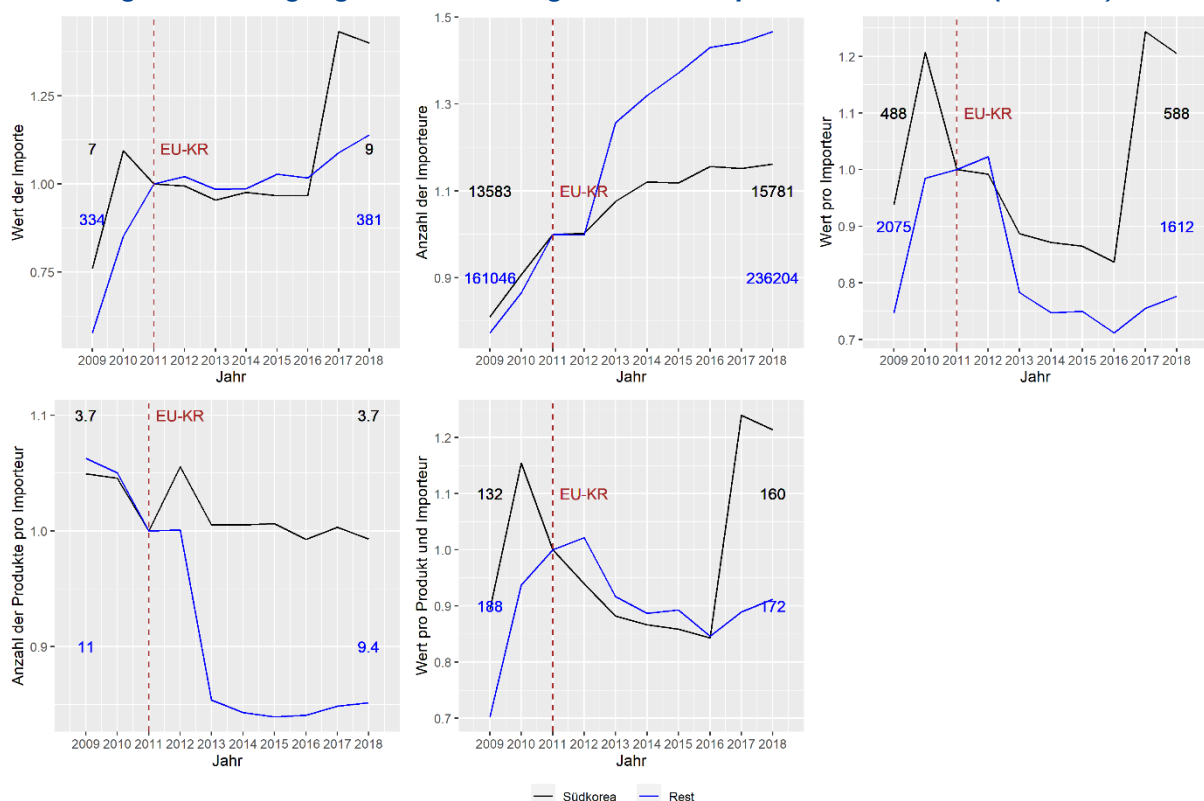 1.25
1.00
0.75
Wert der Importe
7
334
EU-KR
9
381
2009 2010 2011 2012 2013 2014 2015 2016 2017 2018
Jahr
1.5
1.3
1.1
0.9
Anzahl der Importeure
13583
161046
EU-KR
15781
236204
2009 2010 2011 2012 2013 2014 2015 2016 2017 2018
Jahr
1.2
1.1
1.0
0.9
0.8
0.7
Wert pro Importeur
488
2075
EU-KR
588
1612
2009 2010 2011 2012 2013 2014 2015 2016 2017 2018
Jahr
1.1
1.0
0.9
Anzahl der Produkte pro Importeur
3.7
11
EU-KR
3.7
9.4
2009 2010 2011 2012 2013 2014 2015 2016 2017 2018
Jahr
1.2
1.1
1.0
0.9
0.8
0.7
Wert pro Produkt und Importeur
132
188
EU-KR
160
172
2009 2010 2011 2012 2013 2014 2015 2016 2017 2018
Jahr
Südkorea Rest